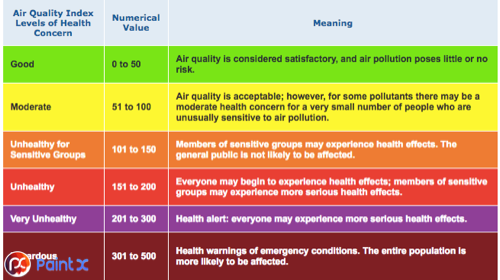 Air Quality Index
Levels of Health
Concern
Numerical
Value
Meaning
Good
0 to 50
Air quality is considered satisfactory, and air pollution poses little or no
risk.
Moderate
51 to 100
Air quality is acceptable; however, for some pollutants there may be a
moderate health concern for a very small number of people who are
unusually sensitive to air pollution.
Unhealthy for
Sensitive Groups
101 to 150
Members of sensitive groups may experience health effects. The
general public is not likely to be affected.
Unhealthy
151 to 200
Everyone may begin to experience health effects; members of sensitive
groups may experience more serious health effects.
Very Unhealthy
201 to 300
Health alert: everyone may experience more serious health effects.
ardous
301 to 500
Health warnings of emergency conditions. The entire population is
more likely to be affected.
Paint X